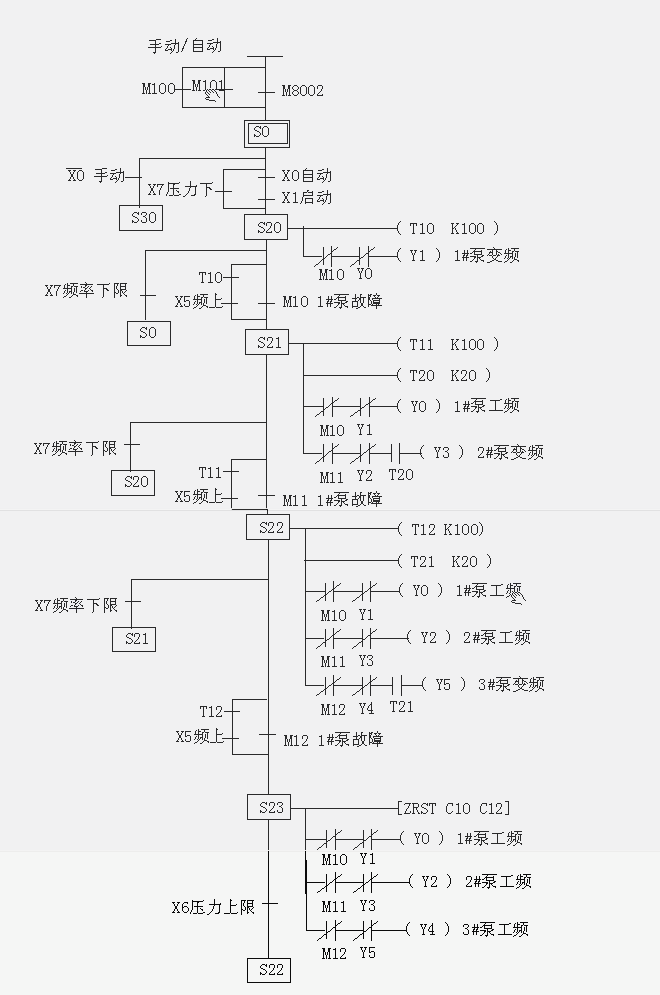 手动/自动
M100 M101 M8002
S0
X0 手动 X0自动
X7压力下 X1启动
S30
S20 ( T10 K100 )
( Y1 ) 1#泵变频
M10 Y0
T10
X7频率下限 X5频上 M10 1#泵故障
S0
S21 ( T11 K100 )
( T20 K20 )
( Y0 ) 1#泵工频
M10 Y1
X7频率下限 ( Y3 ) 2#泵变频
M11 Y2 T20
S20 T11
X5频上 M11 1#泵故障
S22 ( T12 K100)
( T21 K20 )
( Y0 ) 1#泵工频
X7频率下限 M10 Y1
S21 ( Y2 ) 2#泵工频
M11 Y3
( Y5 ) 3#泵变频
T12 M12 Y4 T21
X5频上 M12 1#泵故障
S23 [ZRST C10 C12]
( Y0 ) 1#泵工频
M10 Y1
( Y2 ) 2#泵工频
X6压力上限 M11 Y3
( Y4 ) 3#泵工频
M12 Y5
S22